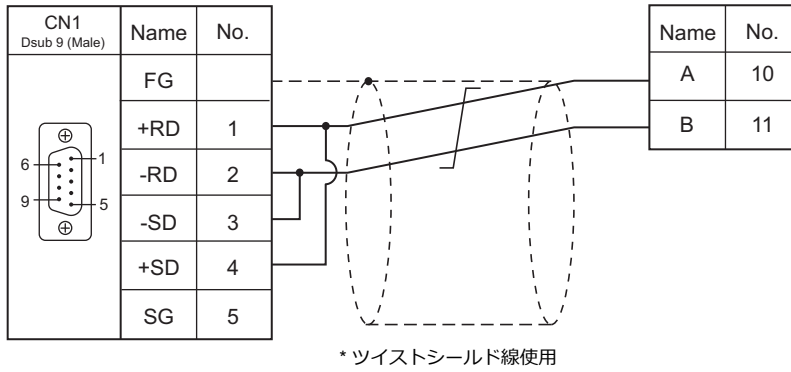 CN1
Dsub 9 (Male)
Name No.
FG
+RD 1
-RD 2
-SD 3
+SD 4
SG 5
6 1
9 5
Name No.
A 10
B 11
* ツイストシールド線使用